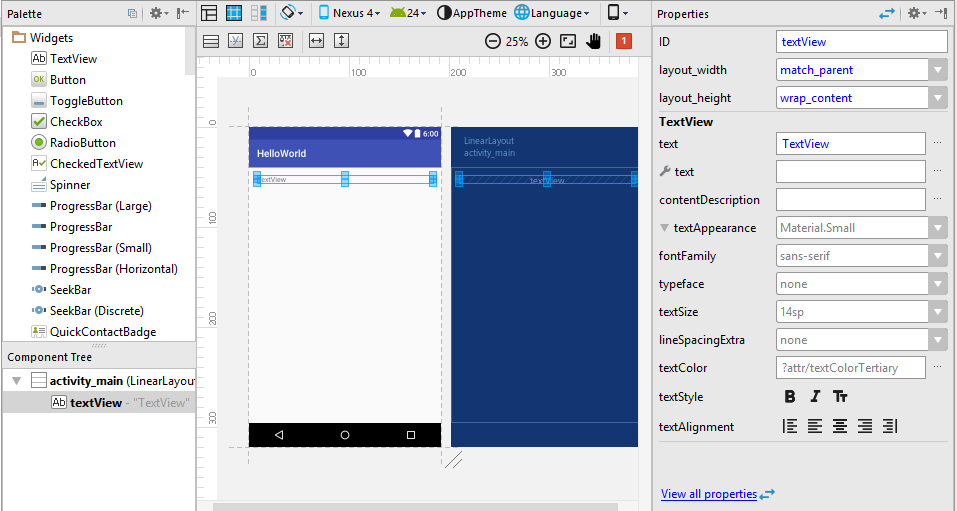 Palette
Widgets
Ab TextView
OK Button
ToggleButton
CheckBox
RadioButton
CheckedTextView
Spinner
ProgressBar (Large)
ProgressBar
ProgressBar (Small)
ProgressBar (Horizontal)
SeekBar
SeekBar (Discrete)
QuickContactBadge
Component Tree
activity_main (LinearLayou
Ab textView - "TextView"
Nexus 4
24
AppTheme
Language
25%
1
0 100 200 300
0
100
200
300
6:00
HelloWorld
TextView
LinearLayout
activity_main
textView
Properties
ID textView
layout_width match_parent
layout_height wrap_content
TextView
text TextView ...
text ...
contentDescription ...
textAppearance Material.Small
fontFamily sans-serif
typeface none
textSize 14sp
lineSpacingExtra none
textColor ?attr/textColorTertiary ...
textStyle B I Tт
textAlignment
View all properties